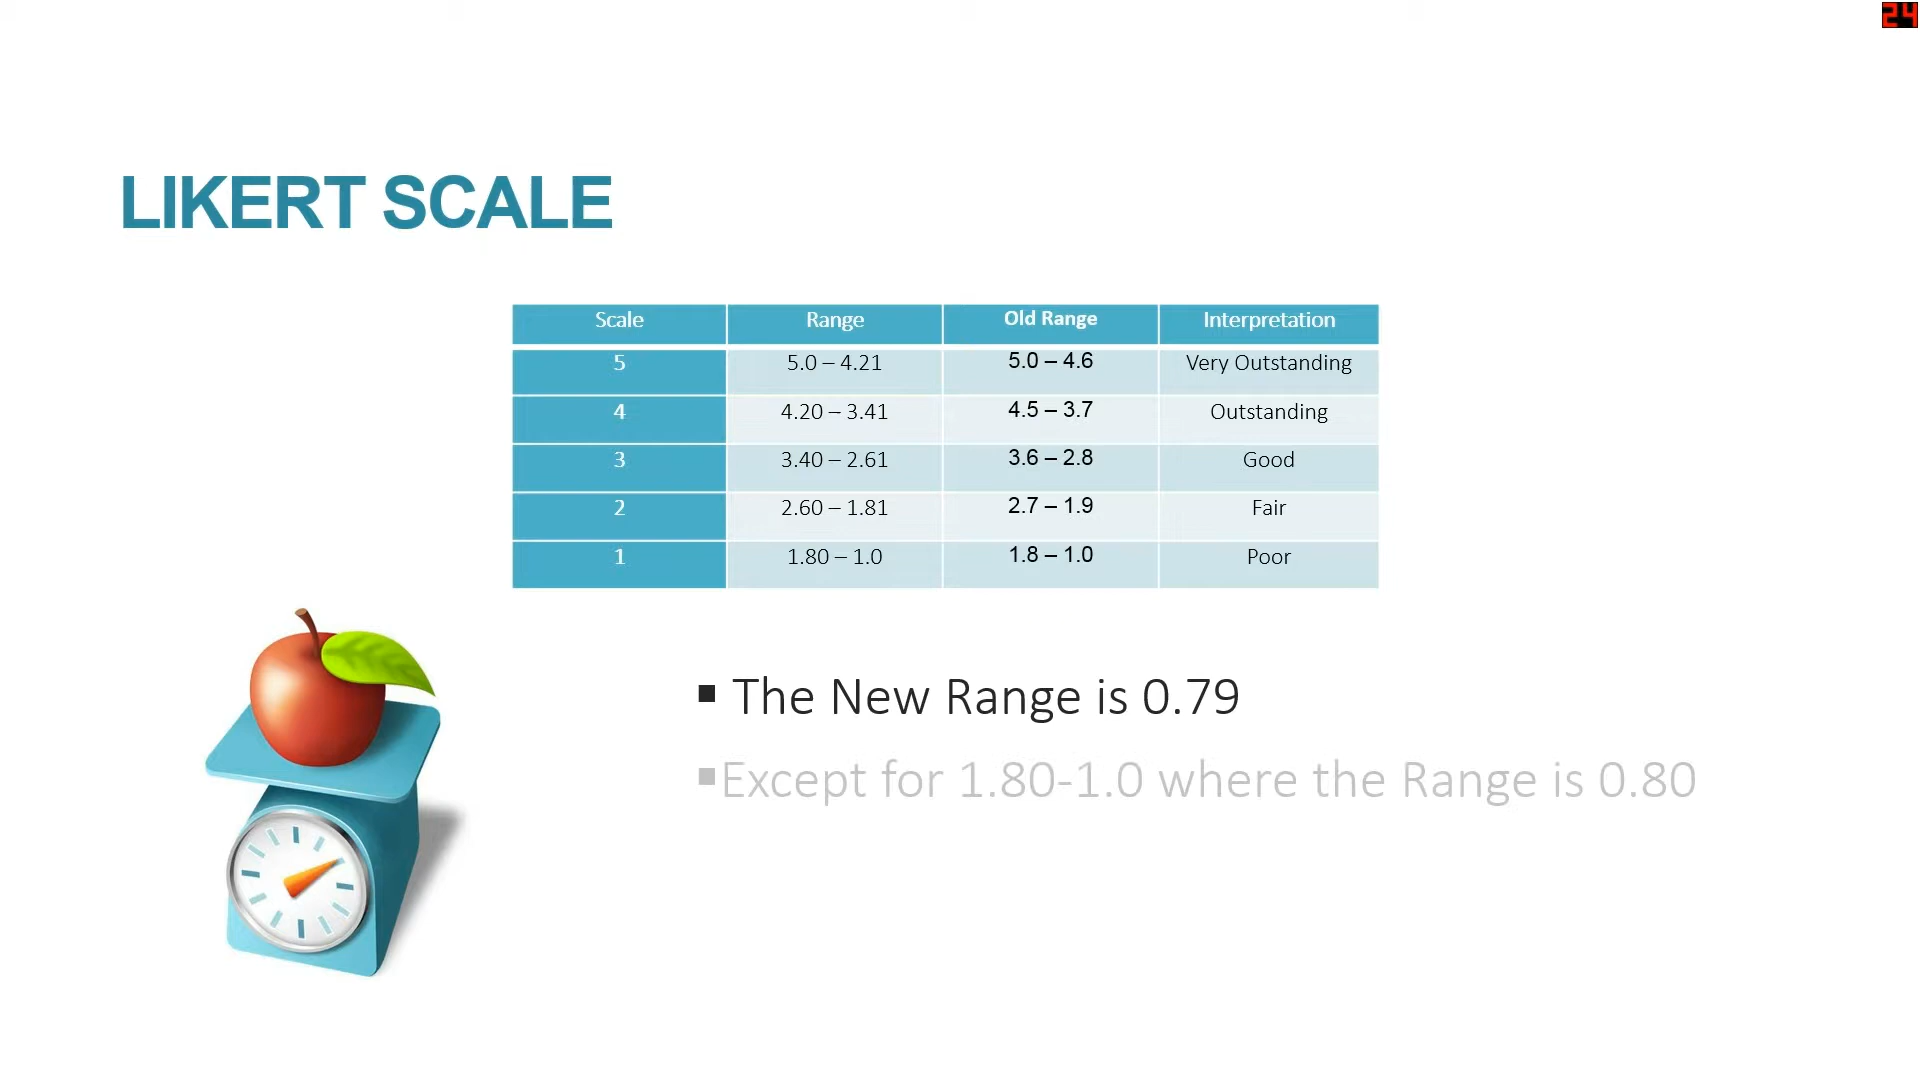 24
LIKERT SCALE
Scale Range Old Range Interpretation
5 5.0 – 4.21 5.0 – 4.6 Very Outstanding
4 4.20 – 3.41 4.5 – 3.7 Outstanding
3 3.40 – 2.61 3.6 – 2.8 Good
2 2.60 – 1.81 2.7 – 1.9 Fair
1 1.80 – 1.0 1.8 – 1.0 Poor
▪ The New Range is 0.79
▪Except for 1.80-1.0 where the Range is 0.80